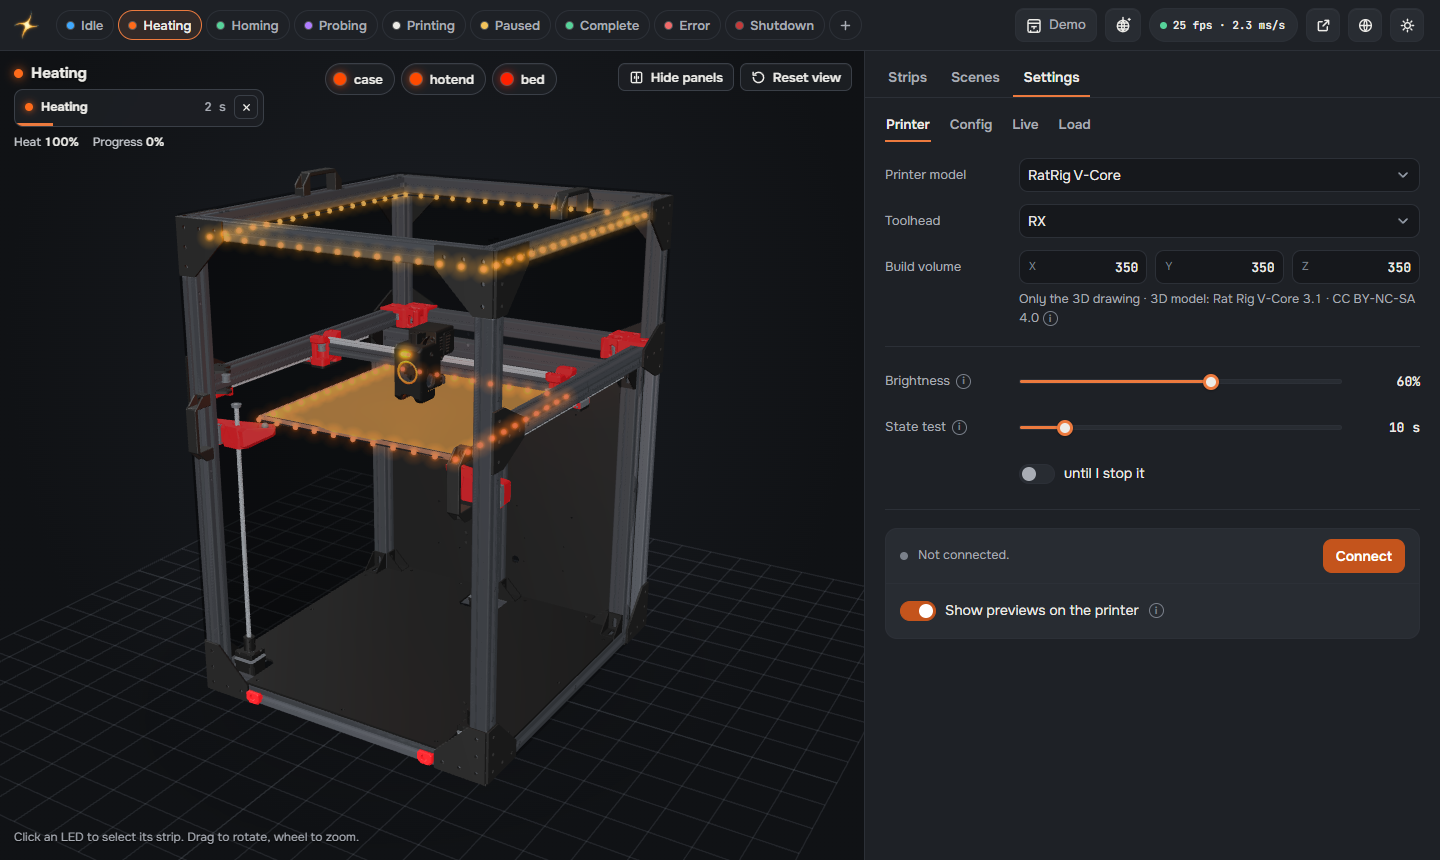 Idle
Heating
Homing
Probing
Printing
Paused
Complete
Error
Shutdown
+
Demo
25 fps · 2.3 ms/s
Heating
Heating 2 s ×
Heat 100% Progress 0%
case
hotend
bed
Hide panels
Reset view
Click an LED to select its strip. Drag to rotate, wheel to zoom.
Strips Scenes Settings
Printer Config Live Load
Printer model RatRig V-Core
Toolhead RX
Build volume X 350 Y 350 Z 350
Only the 3D drawing · 3D model: Rat Rig V-Core 3.1 · CC BY-NC-SA
4.0 i
Brightness i 60%
State test i 10 s
until I stop it
Not connected. Connect
Show previews on the printer i